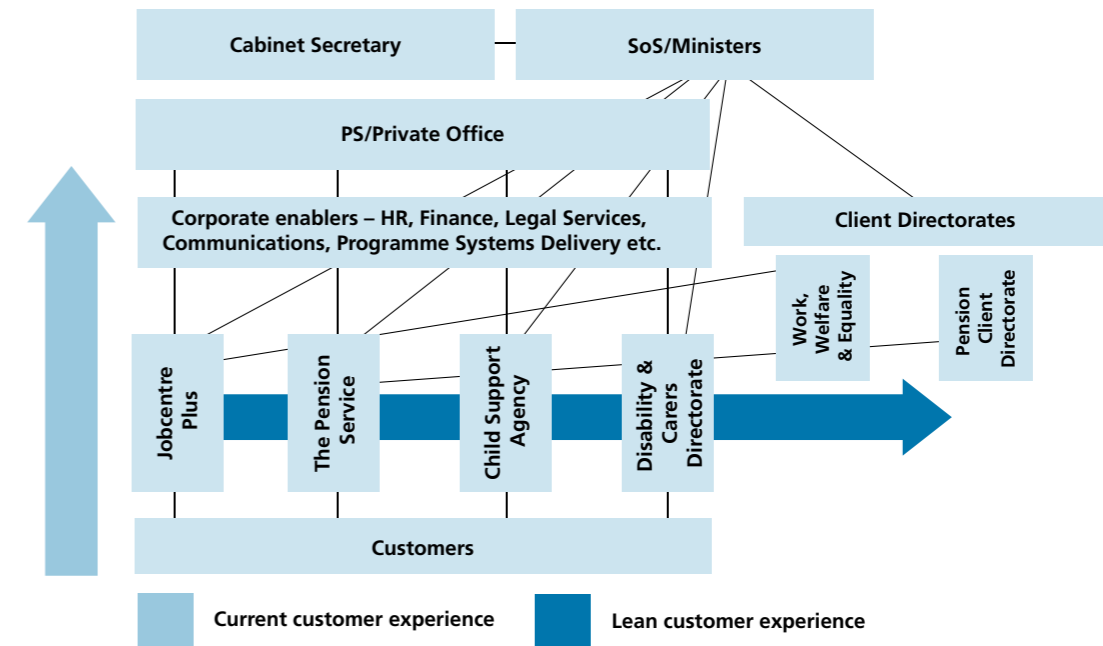 Cabinet Secretary
SoS/Ministers
PS/Private Office
Corporate enablers – HR, Finance, Legal Services,
Communications, Programme Systems Delivery etc.
Client Directorates
Work,
Welfare
& Equality
Pension
Client
Directorate
Jobcentre
Plus
The Pension
Service
Child Support
Agency
Disability &
Carers
Directorate
Customers
Current customer experience
Lean customer experience